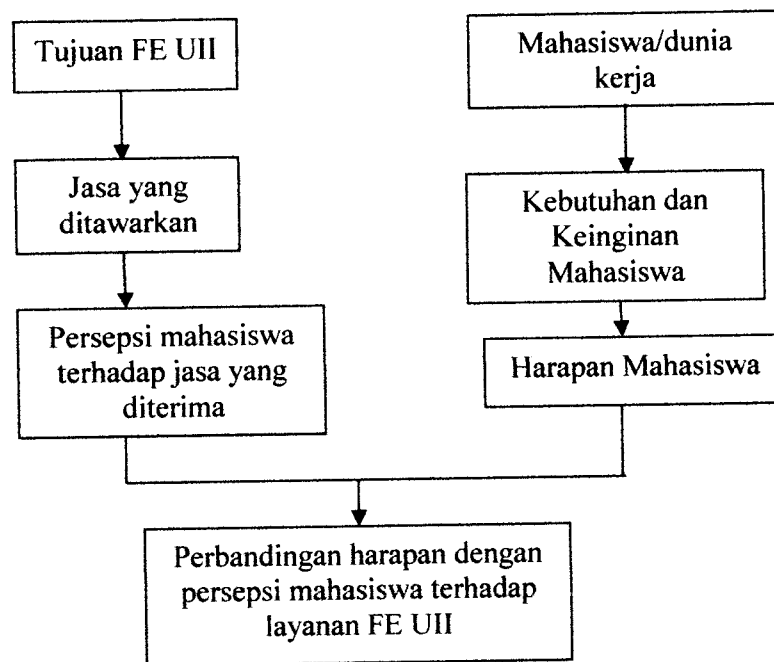 Tujuan FE UII
Jasa yang
ditawarkan
Persepsi mahasiswa
terhadap jasa yang
diterima
Mahasiswa/dunia
kerja
Kebutuhan dan
Keinginan
Mahasiswa
Harapan Mahasiswa
Perbandingan harapan dengan
persepsi mahasiswa terhadap
layanan FE UII